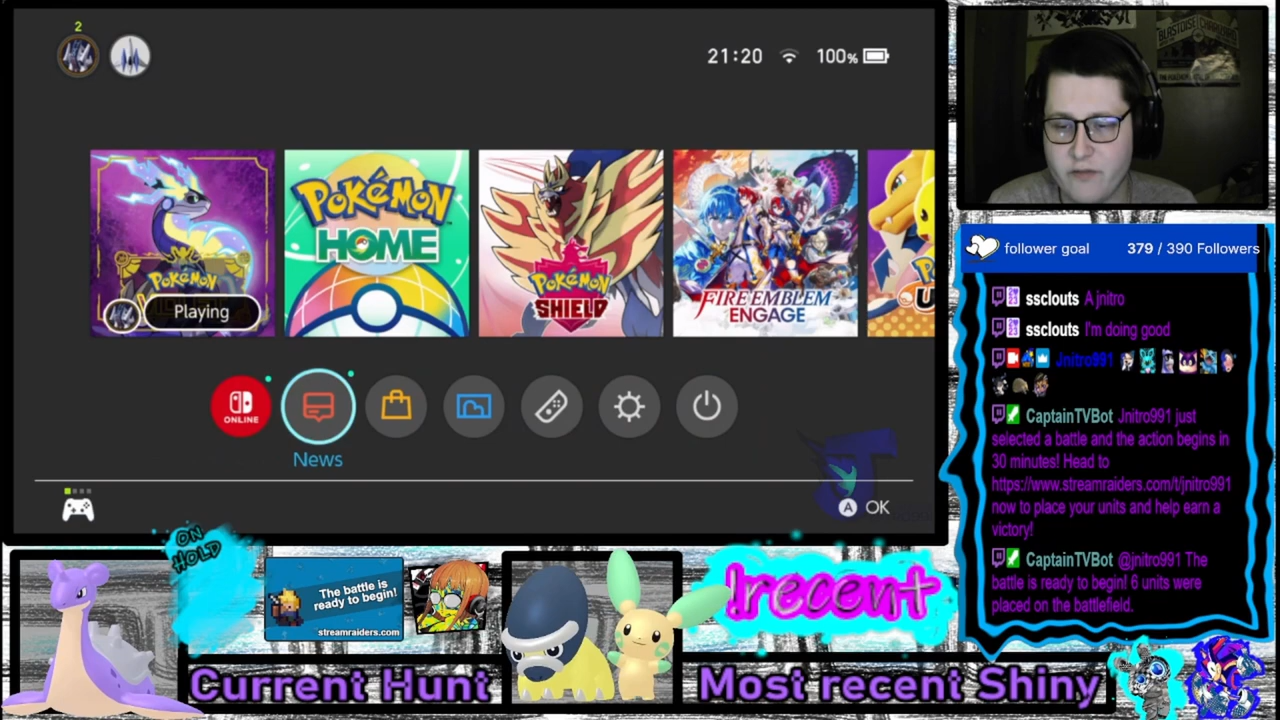 2
21:20
100%
POKÉMON
Playing
POKÉMON
HOME
POKÉMON
SHIELD
FIRE EMBLEM
ENGAGE
ONLINE
News
A OK
BLASTOISE
follower goal 379 / 390 Followers
ssclouts A jnitro
ssclouts I'm doing good
Jnitro991
CaptainTVBot Jnitro991 just
selected a battle and the action begins in
30 minutes! Head to
https://www.streamraiders.com/t/jnitro991
now to place your units and help earn a
victory!
CaptainTVBot @jnitro991 The
battle is ready to begin! 6 units were
placed on the battlefield.
ON
HOLD
The battle is
ready to begin!
streamraiders.com
!recent
Current Hunt
Most recent Shiny